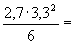 2,7·3,3²
6 =